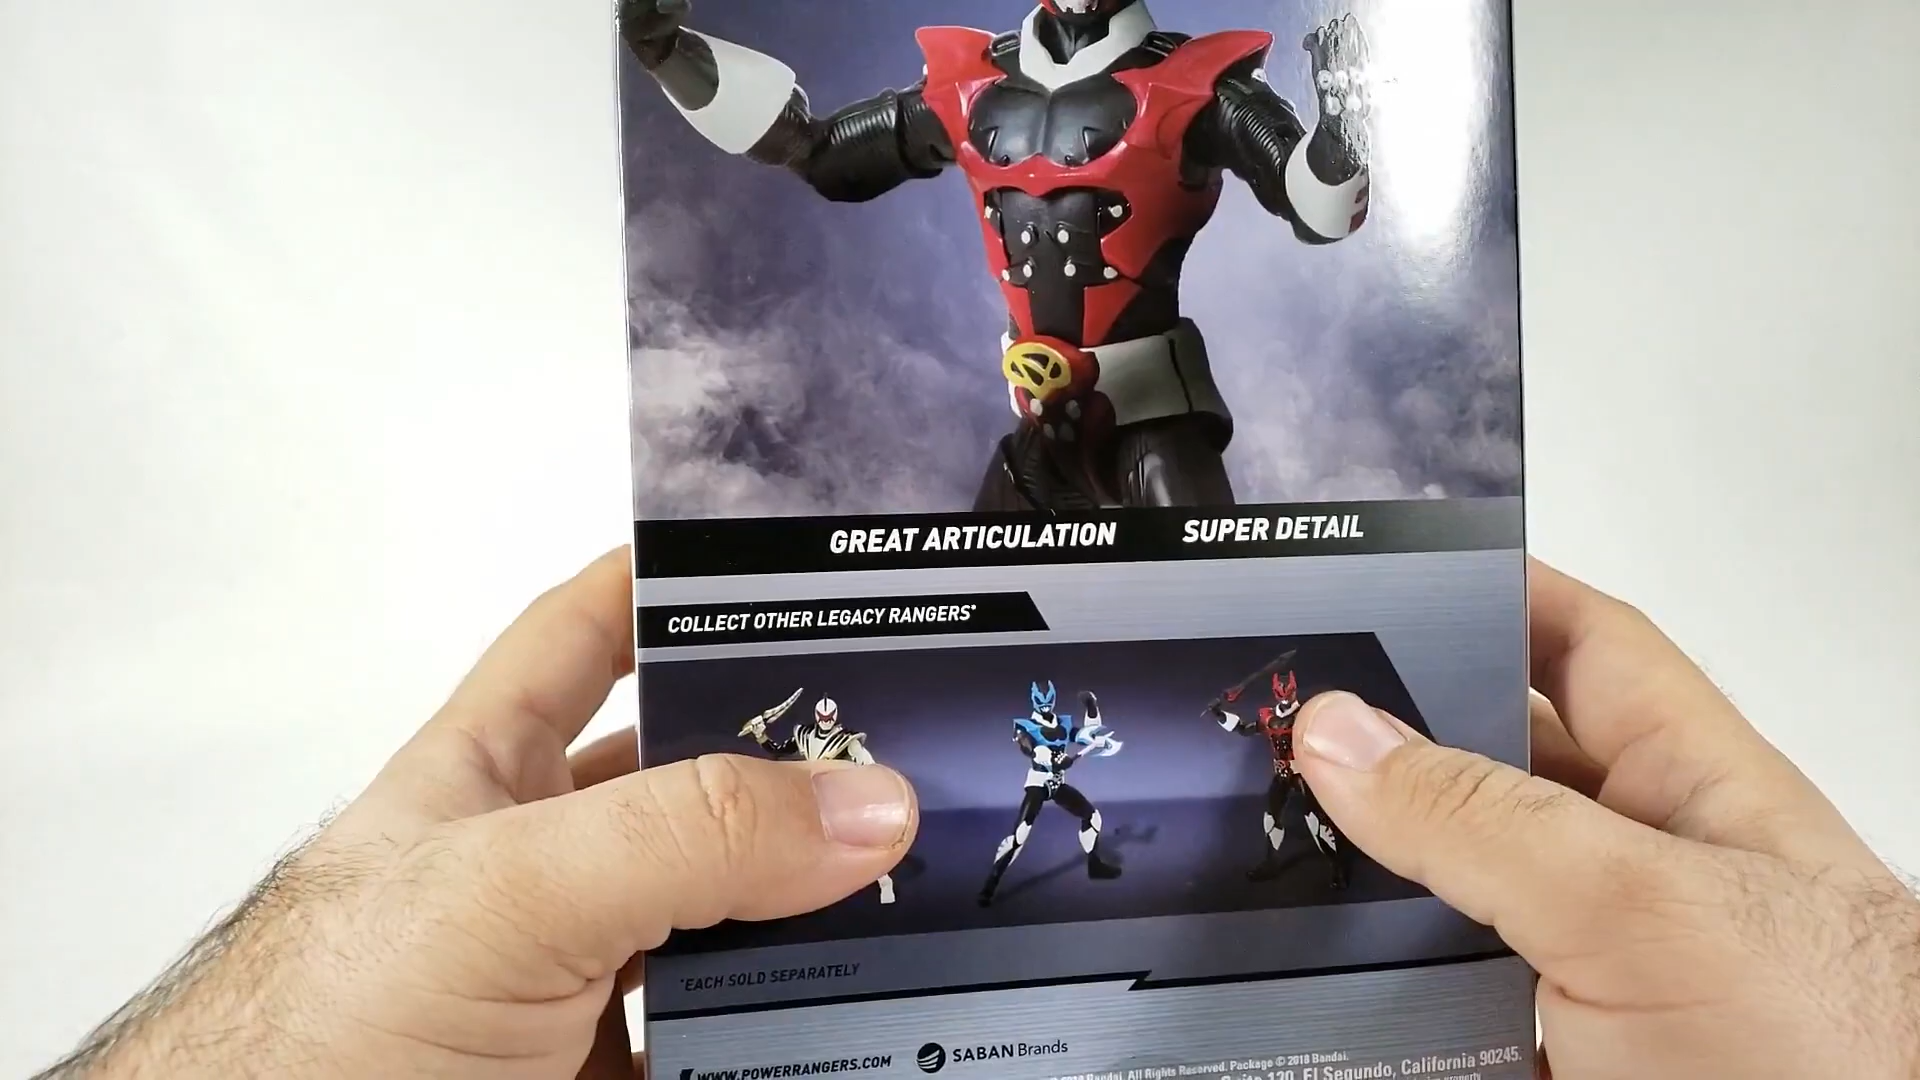 GREAT ARTICULATION SUPER DETAIL
COLLECT OTHER LEGACY RANGERS*
*EACH SOLD SEPARATELY
WWW.POWERRANGERS.COM
SABAN Brands
Bandai. All Rights Reserved. Package © 2018 Bandai.
120, El Segundo, California 90245.